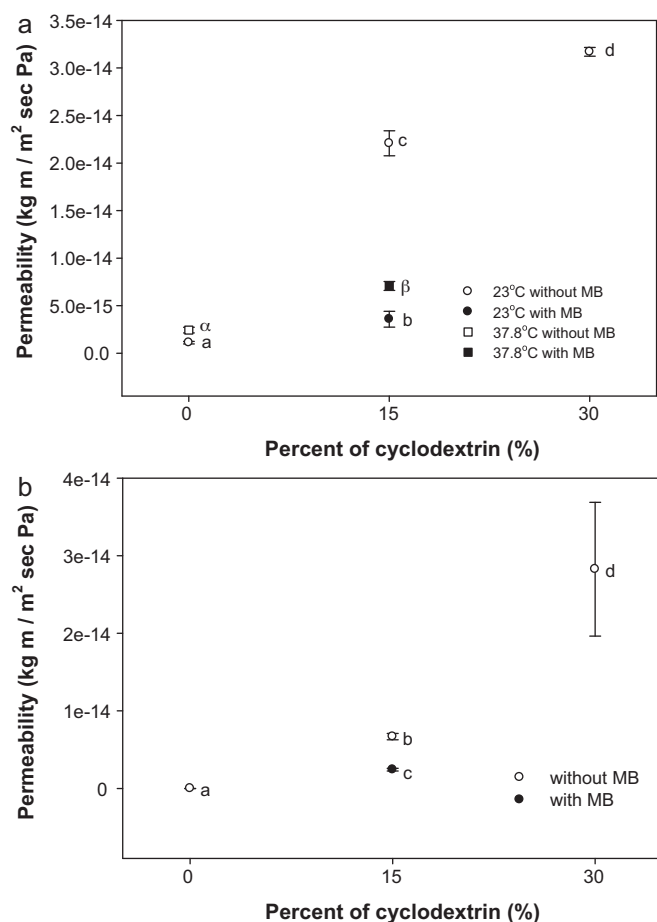 a
3.5e-14
3.0e-14
2.5e-14
2.0e-14
1.5e-14
1.0e-14
5.0e-15
0.0
Permeability (kg m / m² sec Pa)
d
c
β
b
α
a
23°C without MB
23°C with MB
37.8°C without MB
37.8°C with MB
0 15 30
Percent of cyclodextrin (%)
b
4e-14
3e-14
2e-14
1e-14
0
Permeability (kg m / m² sec Pa)
d
b
c
a
without MB
with MB
0 15 30
Percent of cyclodextrin (%)